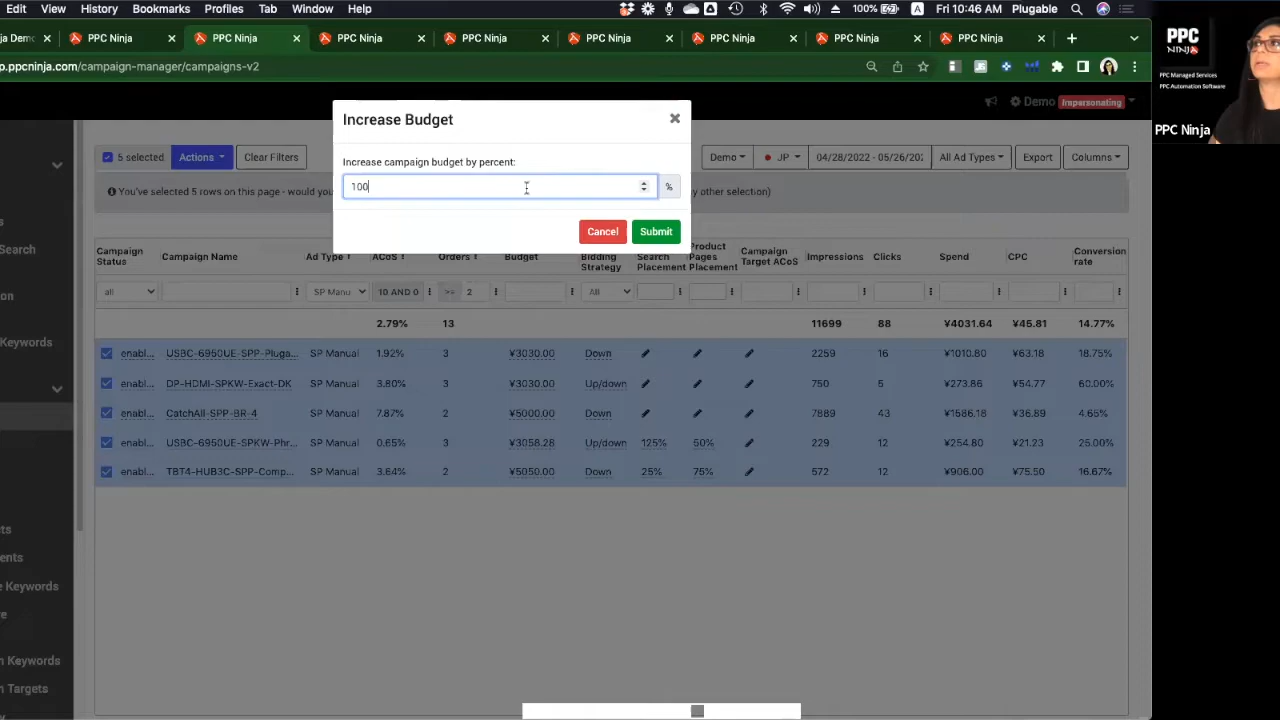 Edit View History Bookmarks Profiles Tab Window Help 100% A Fri 10:46 AM Plugable
ja Demo PPC Ninja PPC Ninja PPC Ninja PPC Ninja PPC Ninja PPC Ninja PPC Ninja PPC Ninja
p.ppcninja.com/campaign-manager/campaigns-v2
PPC
NINJA
PPC Managed Services
PPC Automation Software
PPC Ninja
Demo Impersonating
Increase Budget
Increase campaign budget by percent:
100 %
Cancel Submit
5 selected Actions Clear Filters Demo JP 04/28/2022 - 05/26/202 All Ad Types Export Columns
You've selected 5 rows on this page - would you y other selection)
Campaign Status Campaign Name Ad Type ACoS Orders Budget Bidding Strategy Search Placement Product Pages Placement Campaign Target ACoS Impressions Clicks Spend CPC Conversion rate
all SP Manu 10 AND 0 >= 2 All
2.79% 13 11699 88 ¥4031.64 ¥45.81 14.77%
enabl... USBC-6950UE-SPP-Pluga... SP Manual 1.92% 3 ¥3030.00 Down 2259 16 ¥1010.80 ¥63.18 18.75%
enabl... DP-HDMI-SPKW-Exact-DK SP Manual 3.80% 3 ¥3030.00 Up/down 750 5 ¥273.86 ¥54.77 60.00%
enabl... CatchAll-SPP-BR-4 SP Manual 7.87% 2 ¥5000.00 Down 7889 43 ¥1586.18 ¥36.89 4.65%
enabl... USBC-6950UE-SPKW-Phr... SP Manual 0.65% 3 ¥3058.28 Up/down 125% 50% 229 12 ¥254.80 ¥21.23 25.00%
enabl... TBT4-HUB3C-SPP-Comp... SP Manual 3.64% 2 ¥5050.00 Down 25% 75% 572 12 ¥906.00 ¥75.50 16.67%
s
Search
on
Keywords
ts
ents
e Keywords
e
n Keywords
n Targets